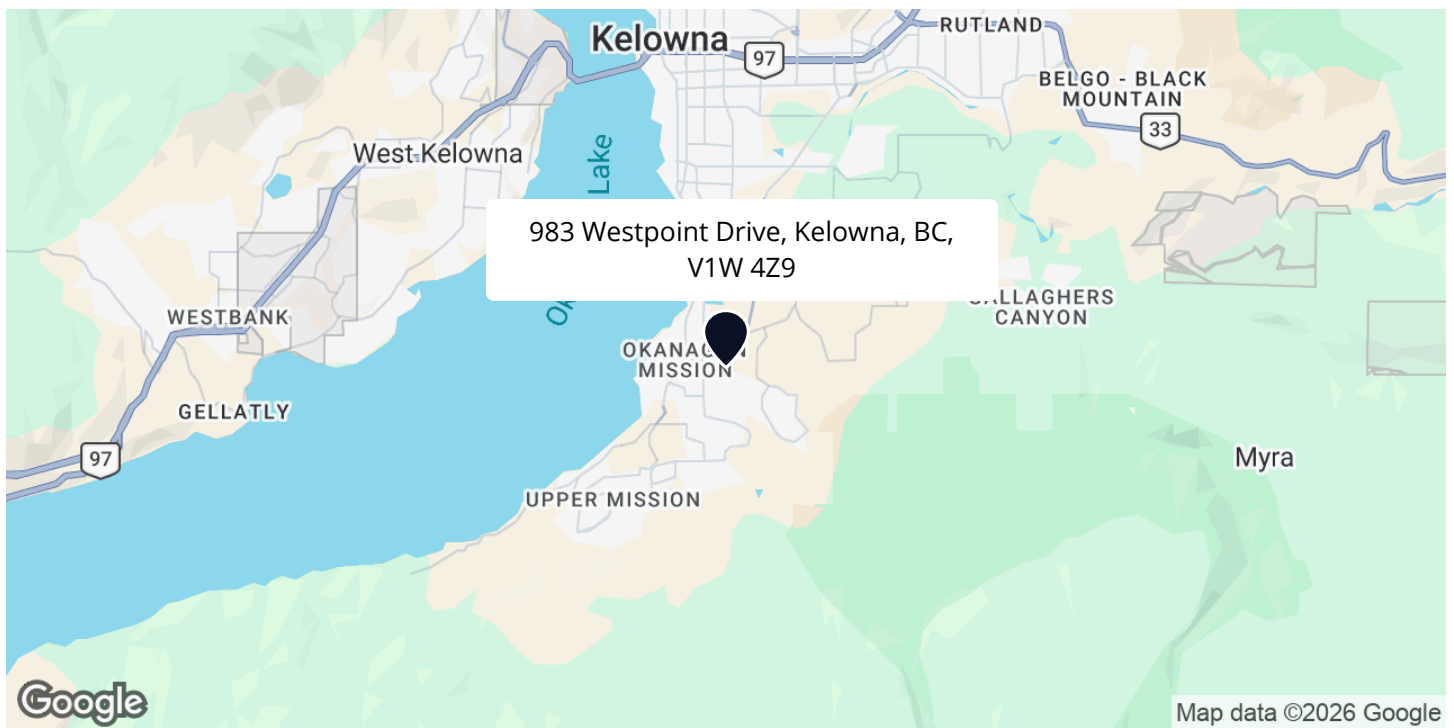 Kelowna
97
RUTLAND
BELGO - BLACK
MOUNTAIN
33
West Kelowna
Lake
983 Westpoint Drive, Kelowna, BC,
V1W 4Z9
WESTBANK
GALLAGHERS
CANYON
OKANAGAN
MISSION
GELLATLY
97
Myra
UPPER MISSION
Google
Map data ©2026 Google